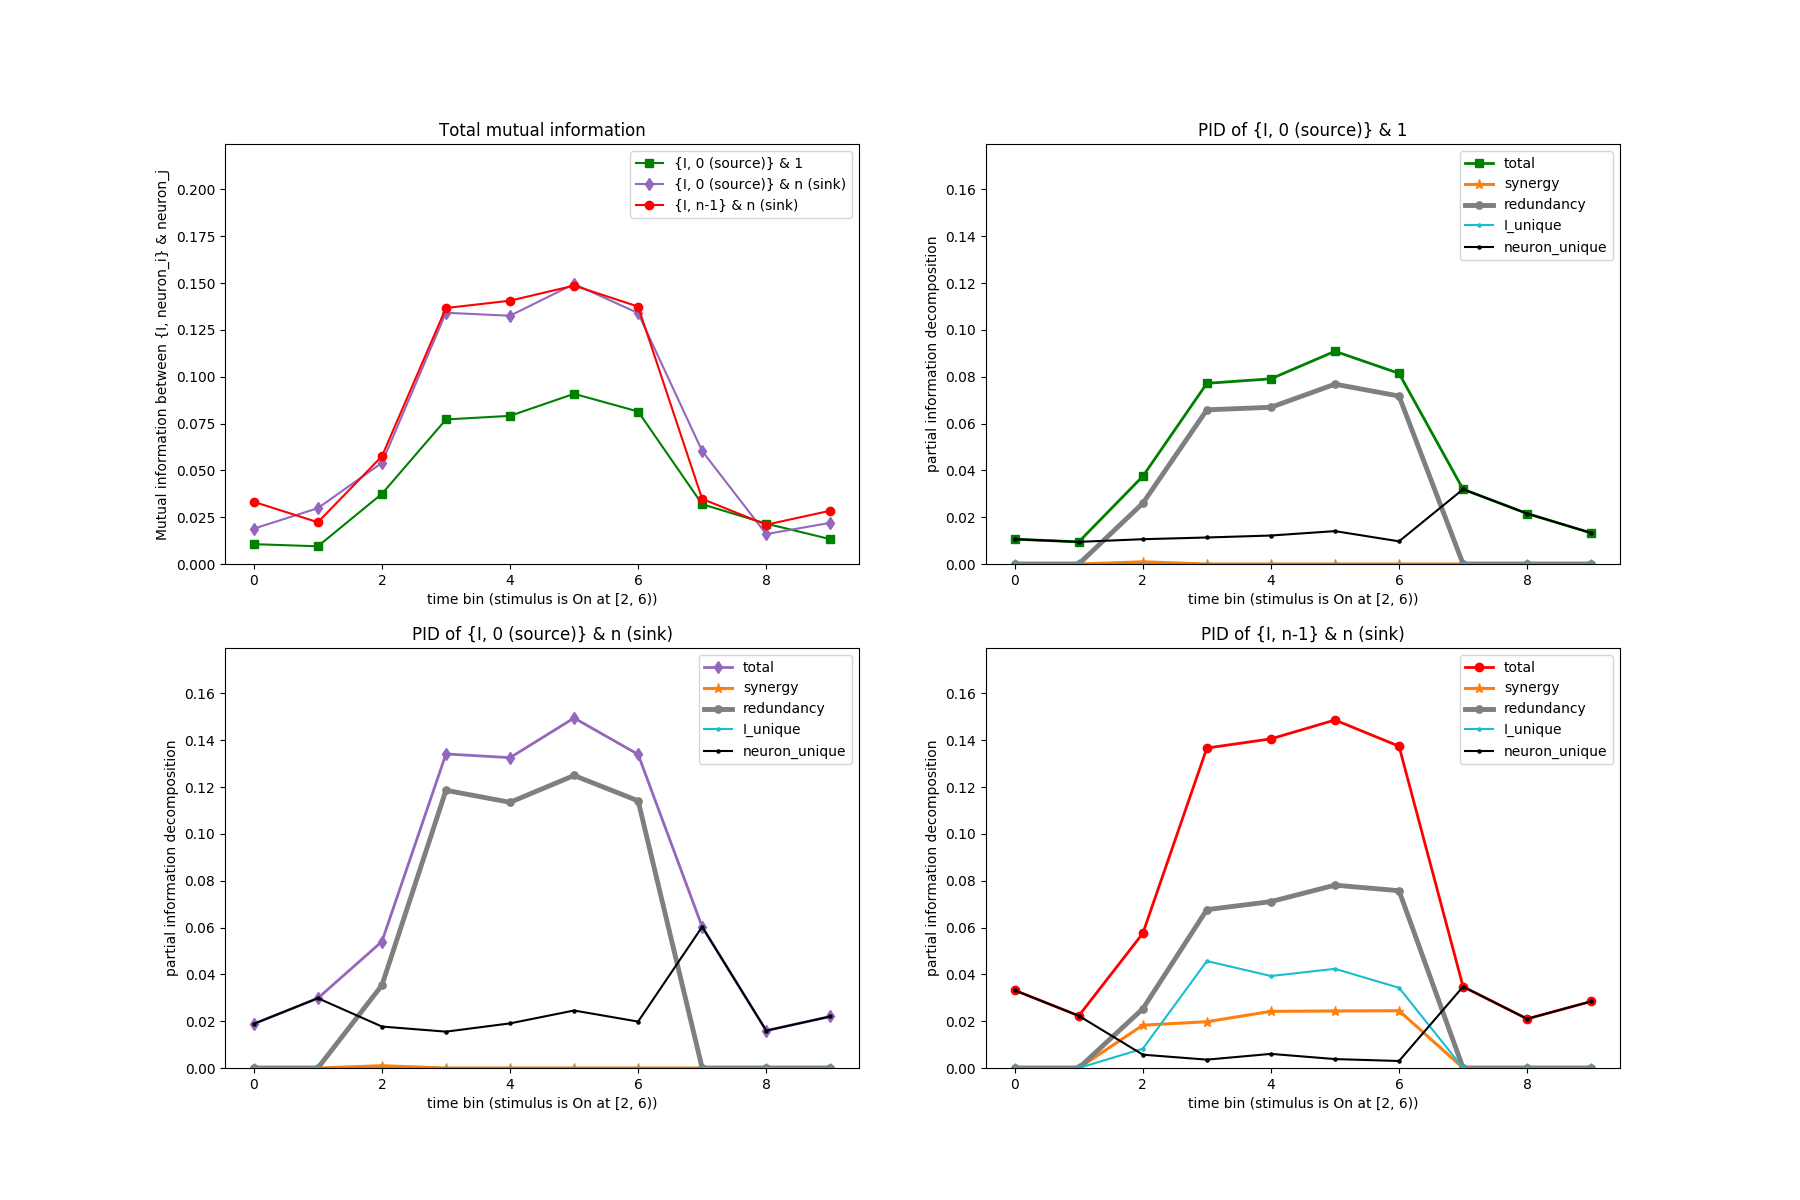 Total mutual information
0.200
0.175
0.150
0.125
0.100
0.075
0.050
0.025
0.000
Mutual information between {I, neuron_i} & neuron_j
{I, 0 (source)} & 1
{I, 0 (source)} & n (sink)
{I, n-1} & n (sink)
0 2 4 6 8
time bin (stimulus is On at [2, 6))
PID of {I, 0 (source)} & 1
0.16
0.14
0.12
0.10
0.08
0.06
0.04
0.02
0.00
partial information decomposition
total
synergy
redundancy
I_unique
neuron_unique
0 2 4 6 8
time bin (stimulus is On at [2, 6))
PID of {I, 0 (source)} & n (sink)
0.16
0.14
0.12
0.10
0.08
0.06
0.04
0.02
0.00
partial information decomposition
total
synergy
redundancy
I_unique
neuron_unique
0 2 4 6 8
time bin (stimulus is On at [2, 6))
PID of {I, n-1} & n (sink)
0.16
0.14
0.12
0.10
0.08
0.06
0.04
0.02
0.00
partial information decomposition
total
synergy
redundancy
I_unique
neuron_unique
0 2 4 6 8
time bin (stimulus is On at [2, 6))